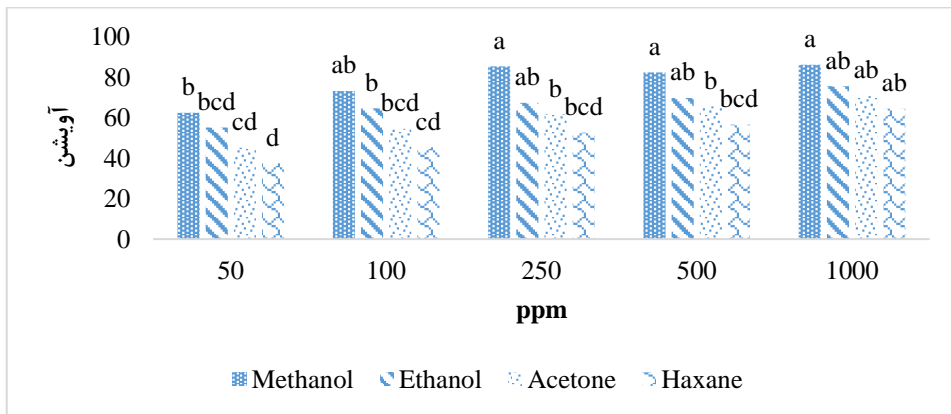 آویشن
100
80
60
40
20
0
b bcd cd d
ab b bcd cd
a ab b bcd
a ab b bcd
a ab ab ab
50 100 250 500 1000
ppm
Methanol Ethanol Acetone Haxane